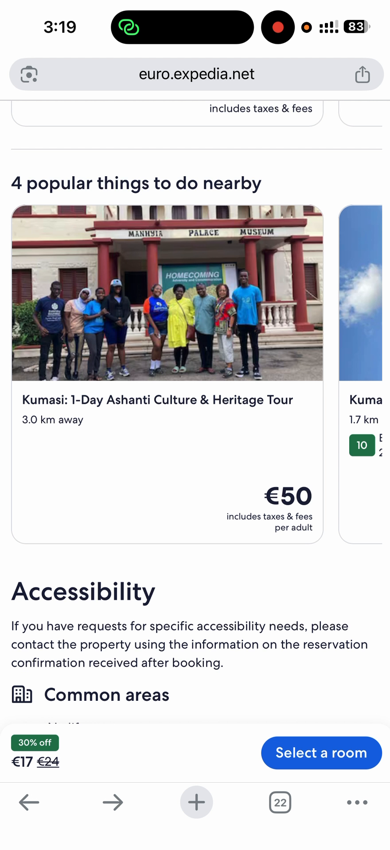 3:19
83
euro.expedia.net
includes taxes & fees
4 popular things to do nearby
MANHYIA PALACE MUSEUM
HOMECOMING
Kumasi: 1-Day Ashanti Culture & Heritage Tour
3.0 km away
€50
includes taxes & fees
per adult
Kuma
1.7 km
10
Accessibility
If you have requests for specific accessibility needs, please
contact the property using the information on the reservation
confirmation received after booking.
Common areas
30% off
€17 €24
Select a room
22